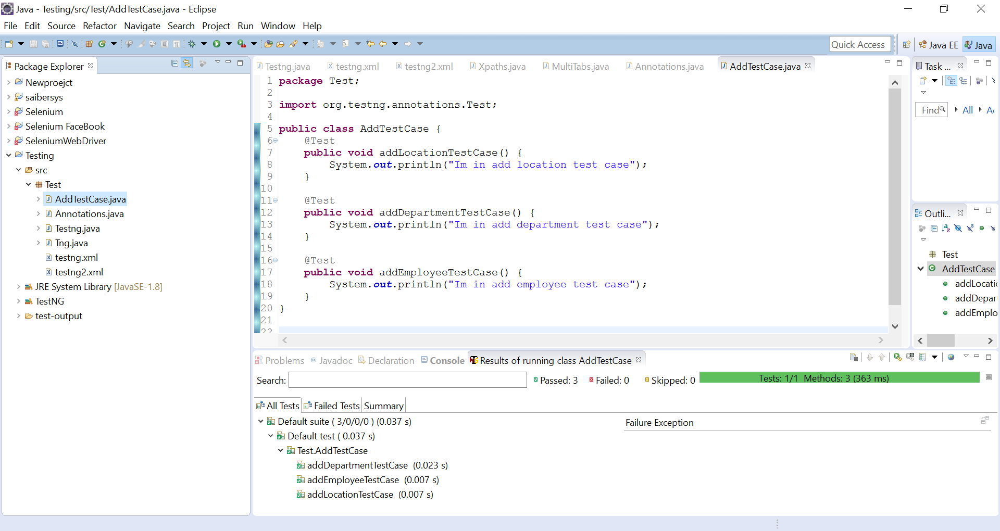 Java - Testing/src/Test/AddTestCase.java - Eclipse
File Edit Source Refactor Navigate Search Project Run Window Help
Quick Access
Java EE
Java
Package Explorer
Newproejct
saibersys
Selenium
Selenium FaceBook
SeleniumWebDriver
Testing
src
Test
AddTestCase.java
Annotations.java
Testng.java
Tng.java
testng.xml
testng2.xml
JRE System Library [JavaSE-1.8]
TestNG
test-output
Testng.java testng.xml testng2.xml Xpaths.java MultiTabs.java Annotations.java AddTestCase.java
1 package Test;
2
3 import org.testng.annotations.Test;
4
5 public class AddTestCase {
6 @Test
7 public void addLocationTestCase() {
8 System.out.println("Im in add location test case");
9 }
10
11 @Test
12 public void addDepartmentTestCase() {
13 System.out.println("Im in add department test case");
14 }
15
16 @Test
17 public void addEmployeeTestCase() {
18 System.out.println("Im in add employee test case");
19 }
20 }
21
22
Task ...
Find All Ac
Outli...
Test
AddTestCase
addLocatio
addDepar
addEmplo
Problems @ Javadoc Declaration Console Results of running class AddTestCase
Search: Passed: 3 Failed: 0 Skipped: 0 Tests: 1/1 Methods: 3 (363 ms)
All Tests Failed Tests Summary
Default suite ( 3/0/0/0 ) (0.037 s)
Default test ( 0.037 s)
Test.AddTestCase
addDepartmentTestCase (0.023 s)
addEmployeeTestCase (0.007 s)
addLocationTestCase (0.007 s)
Failure Exception